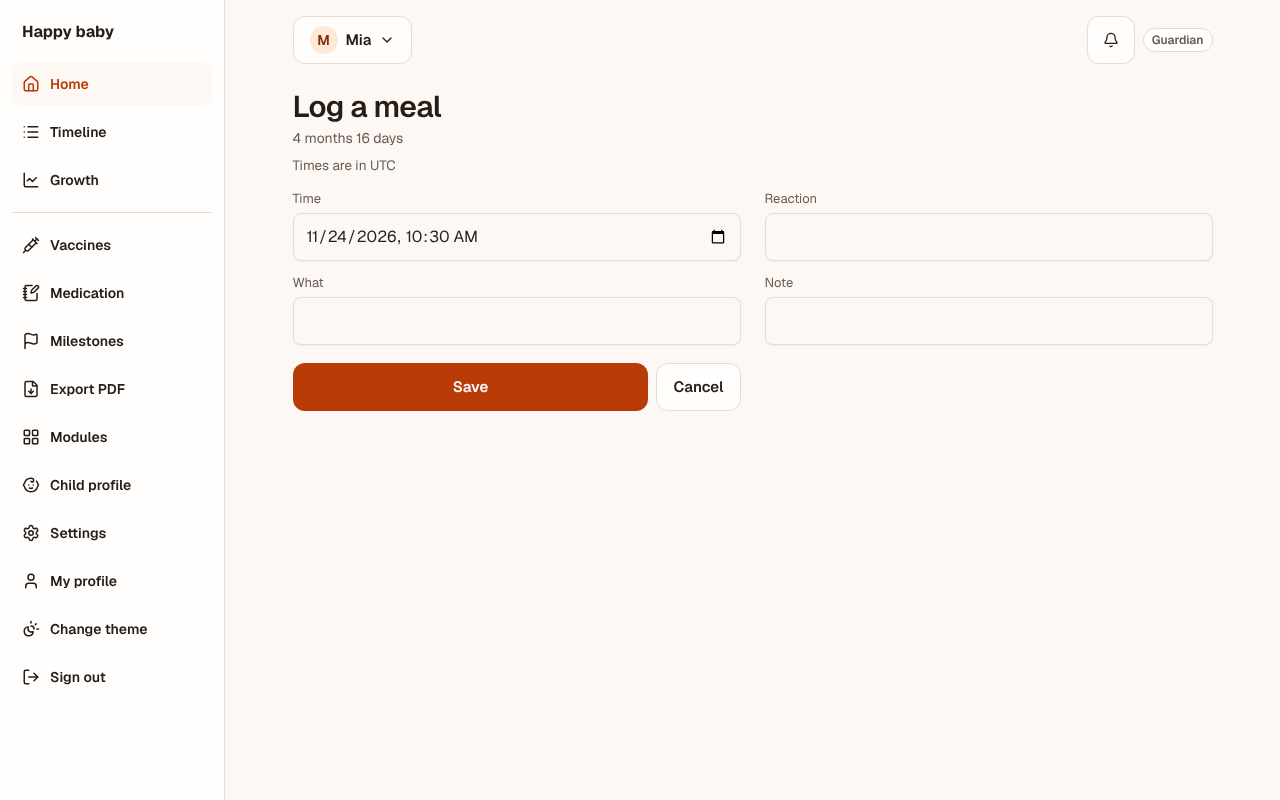 Happy baby
Home
Timeline
Growth
Vaccines
Medication
Milestones
Export PDF
Modules
Child profile
Settings
My profile
Change theme
Sign out
M Mia
Guardian
Log a meal
4 months 16 days
Times are in UTC
Time
11/24/2026, 10:30 AM
Reaction
What
Note
Save
Cancel